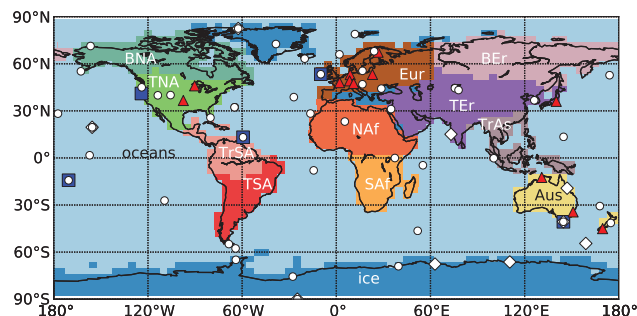 90°N
60°N
30°N
0°
30°S
60°S
90°S
BNA
TNA
Eur
BEr
TEr
TrAs
NAf
oceans
TrSA
TSA
SAf
Aus
ice
180° 120°W 60°W 0° 60°E 120°E 180°